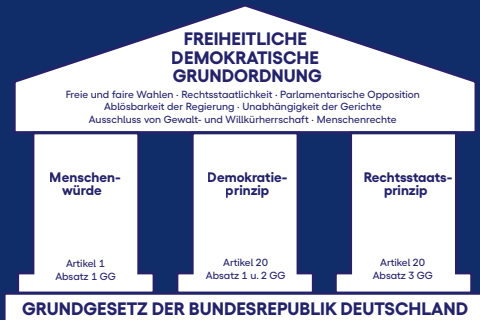 FREIHEITLICHE
DEMOKRATISCHE
GRUNDORDNUNG
Freie und faire Wahlen · Rechtsstaatlichkeit · Parlamentarische Opposition
Ablösbarkeit der Regierung · Unabhängigkeit der Gerichte
Ausschluss von Gewalt- und Willkürherrschaft · Menschenrechte
Menschen-
würde
Artikel 1
Absatz 1 GG
Demokratie-
prinzip
Artikel 20
Absatz 1 u. 2 GG
Rechtsstaats-
prinzip
Artikel 20
Absatz 3 GG
GRUNDGESETZ DER BUNDESREPUBLIK DEUTSCHLAND